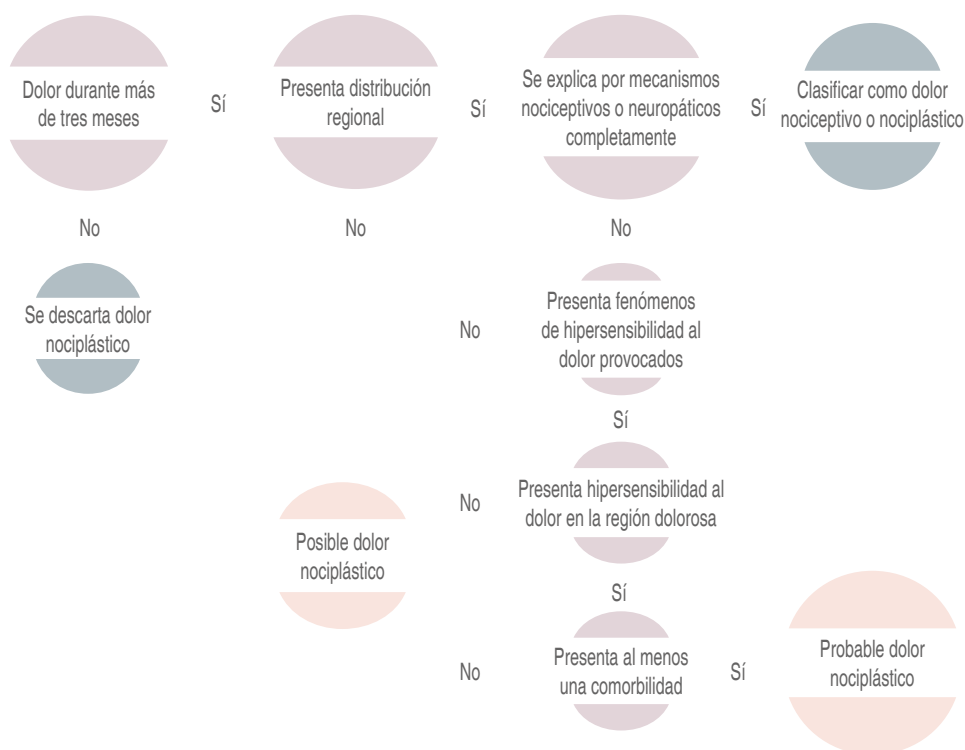 Dolor durante más
de tres meses
Sí
Presenta distribución
regional
Sí
Se explica por mecanismos
nociceptivos o neuropáticos
completamente
Sí
Clasificar como dolor
nociceptivo o nociplástico
No
No
No
Se descarta dolor
nociplástico
No
Presenta fenómenos
de hipersensibilidad al
dolor provocados
Sí
No
Presenta hipersensibilidad al
dolor en la región dolorosa
Posible dolor
nociplástico
Sí
No
Presenta al menos
una comorbilidad
Sí
Probable dolor
nociplástico